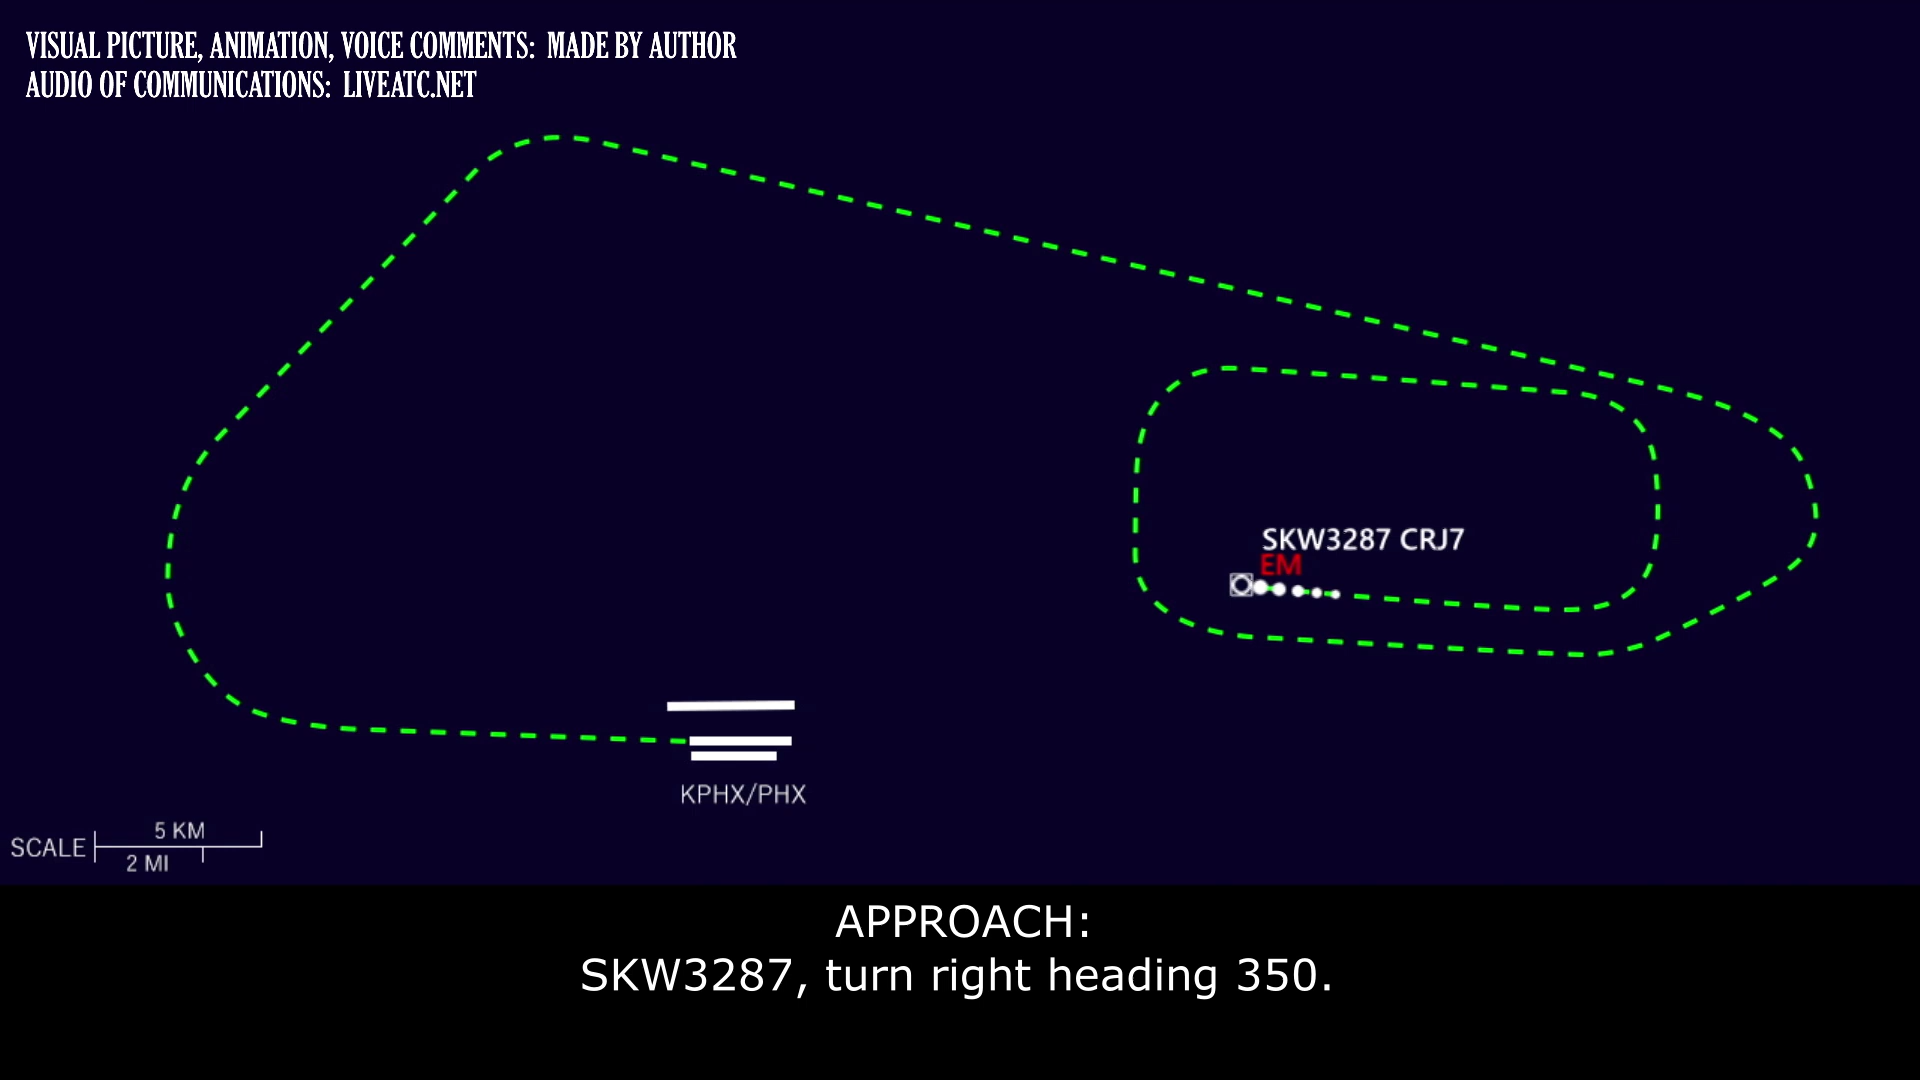 VISUAL PICTURE, ANIMATION, VOICE COMMENTS: MADE BY AUTHOR
AUDIO OF COMMUNICATIONS: LIVEATC.NET
SKW3287 CRJ7
EM
KPHX/PHX
5 KM
SCALE
2 MI
APPROACH:
SKW3287, turn right heading 350.